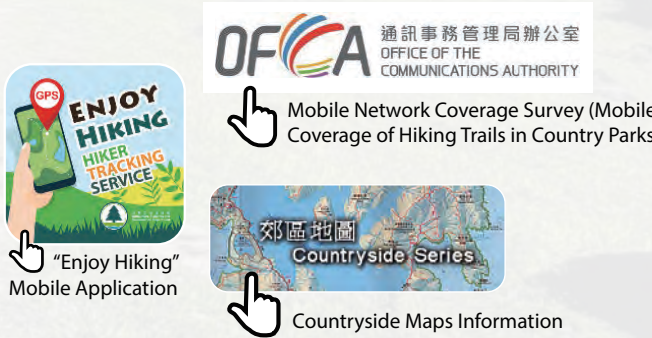 OFCA
通訊事務管理局辦公室
OFFICE OF THE
COMMUNICATIONS AUTHORITY
Mobile Network Coverage Survey (Mobile
Coverage of Hiking Trails in Country Parks
GPS
ENJOY
HIKING
HIKER
TRACKING
SERVICE
"Enjoy Hiking"
Mobile Application
郊區地圖
Countryside Series
Countryside Maps Information